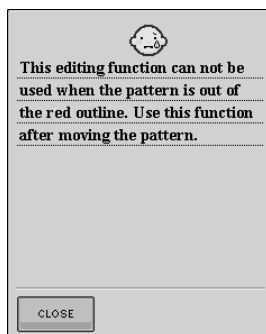 This editing function can not be
used when the pattern is out of
the red outline. Use this function
after moving the pattern.
CLOSE